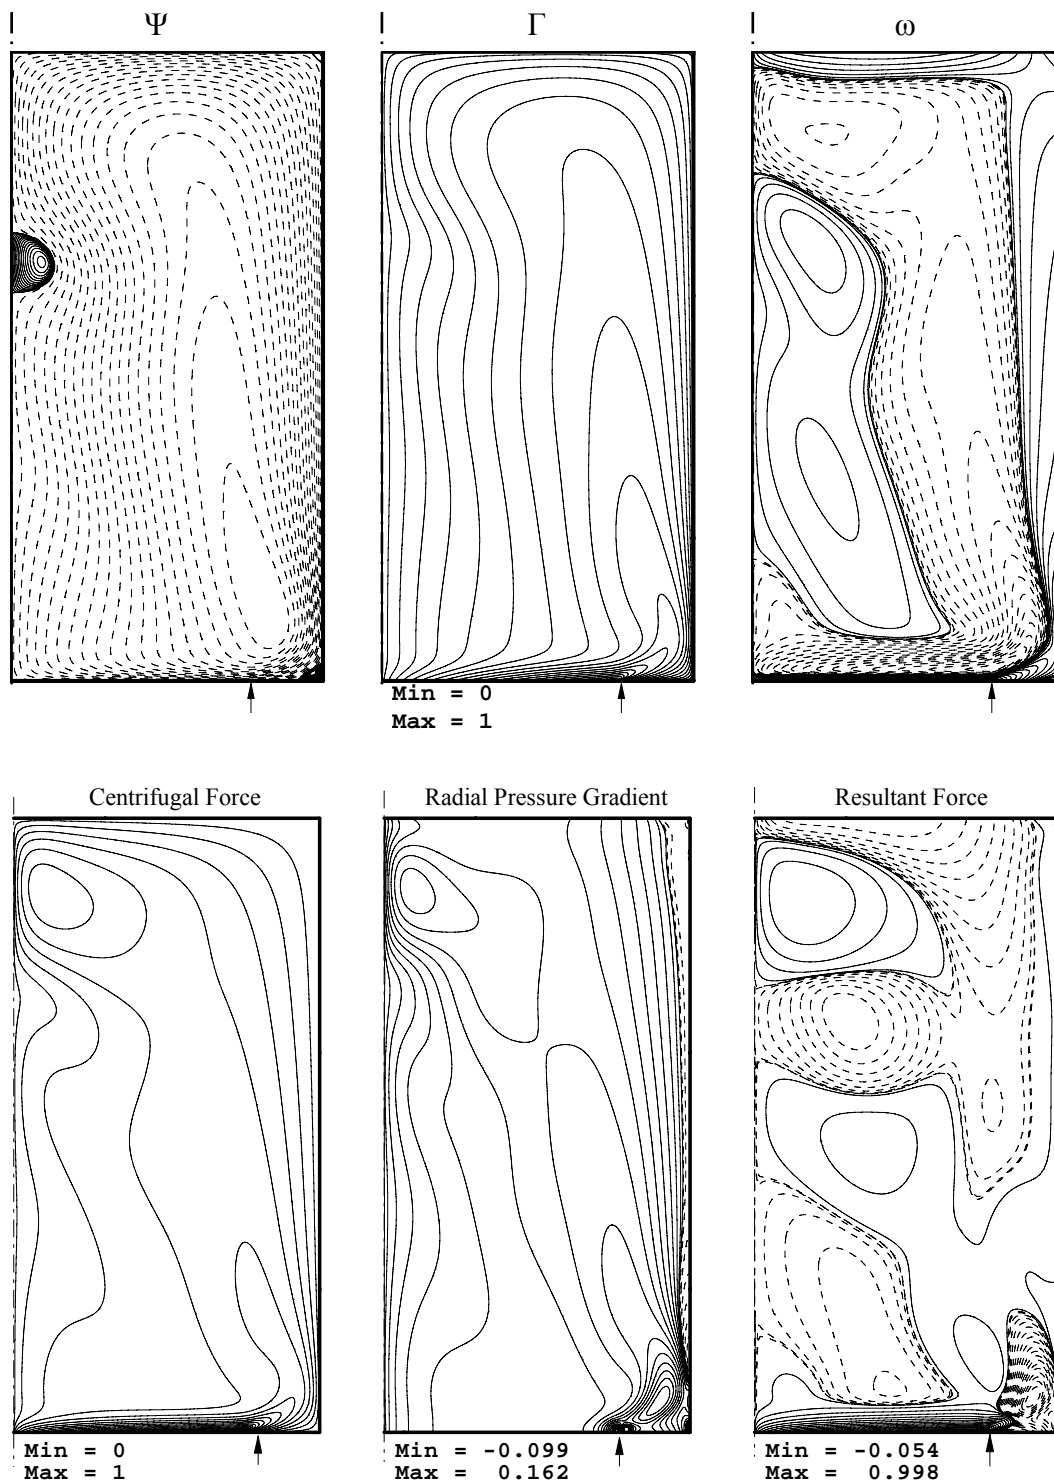 Ψ Γ ω
Min = 0
Max = 1
Centrifugal Force Radial Pressure Gradient Resultant Force
Min = 0 Min = -0.099 Min = -0.054
Max = 1 Max = 0.162 Max = 0.998